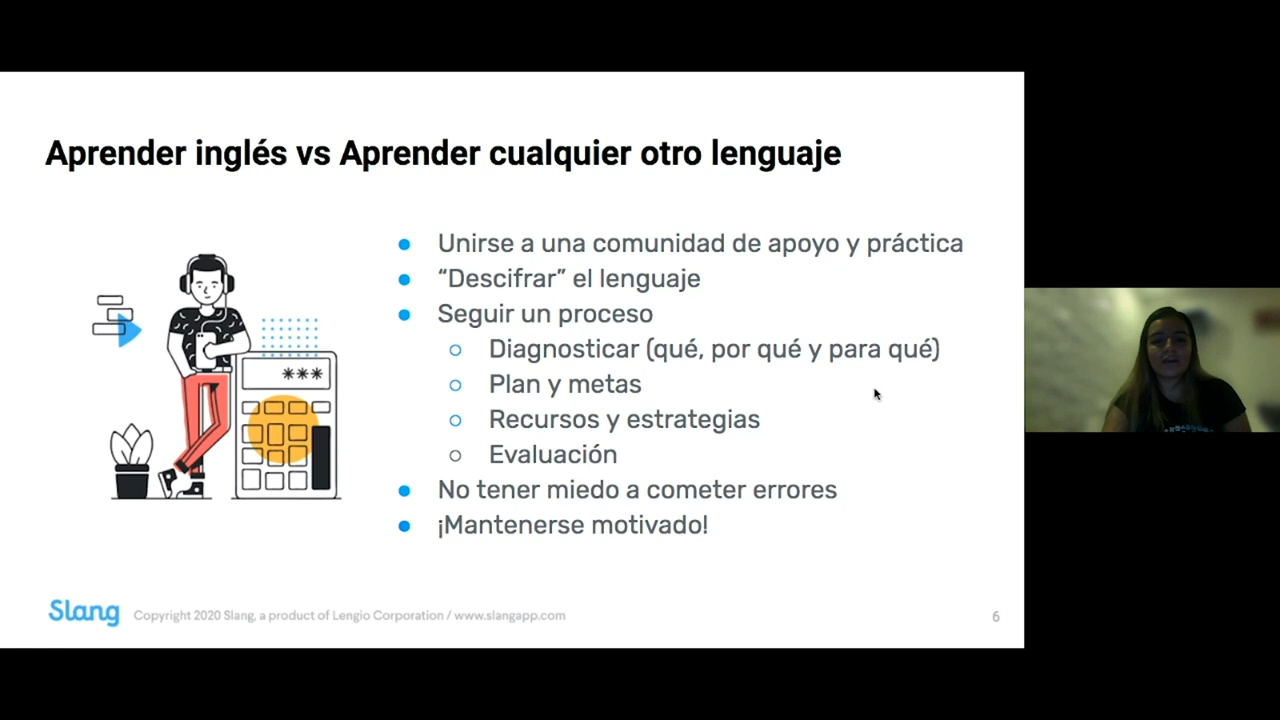 Aprender inglés vs Aprender cualquier otro lenguaje
Unirse a una comunidad de apoyo y práctica
“Descifrar” el lenguaje
Seguir un proceso
Diagnosticar (qué, por qué y para qué)
Plan y metas
Recursos y estrategias
Evaluación
No tener miedo a cometer errores
¡Mantenerse motivado!
***
Slang Copyright 2020 Slang, a product of Lengio Corporation / www.slangapp.com 6